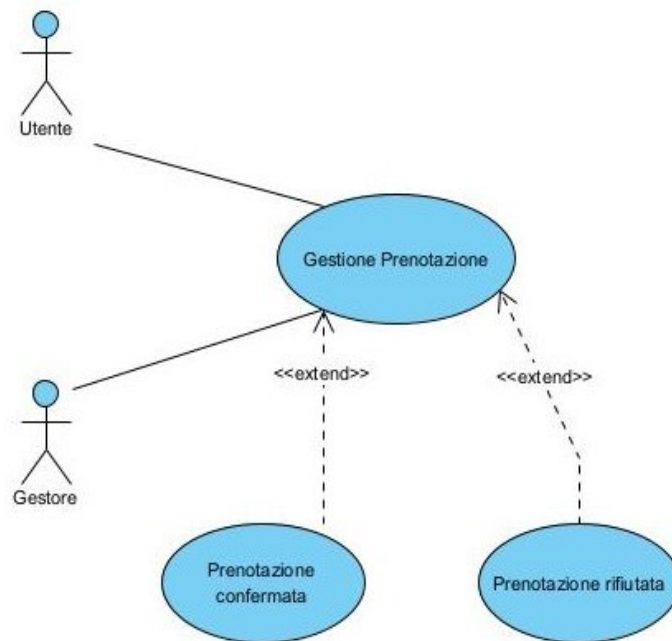 Utente
Gestione Prenotazione
<<extend>>
<<extend>>
Gestore
Prenotazione
confermata
Prenotazione rifiutata